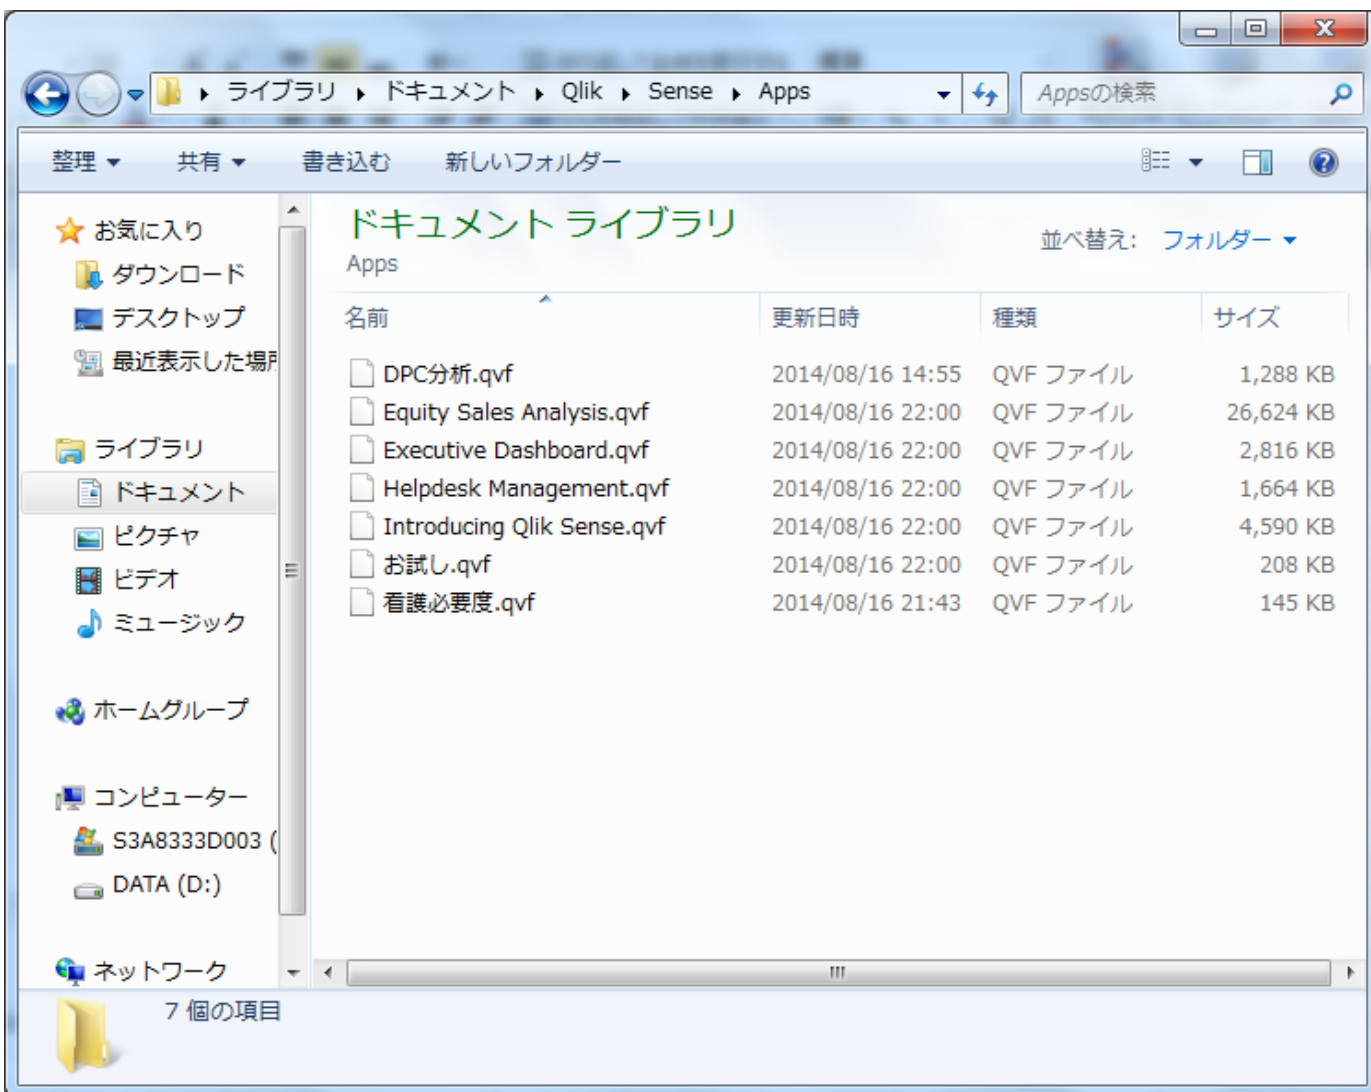 ライブラリ ドキュメント Qlik Sense Apps Appsの検索
整理 共有 書き込む 新しいフォルダー
お気に入り
ダウンロード
デスクトップ
最近表示した場所
ライブラリ
ドキュメント
ピクチャ
ビデオ
ミュージック
ホームグループ
コンピューター
S3A8333D003 (
DATA (D:)
ネットワーク
ドキュメント ライブラリ
Apps
並べ替え: フォルダー
名前 更新日時 種類 サイズ
DPC分析.qvf 2014/08/16 14:55 QVF ファイル 1,288 KB
Equity Sales Analysis.qvf 2014/08/16 22:00 QVF ファイル 26,624 KB
Executive Dashboard.qvf 2014/08/16 22:00 QVF ファイル 2,816 KB
Helpdesk Management.qvf 2014/08/16 22:00 QVF ファイル 1,664 KB
Introducing Qlik Sense.qvf 2014/08/16 22:00 QVF ファイル 4,590 KB
お試し.qvf 2014/08/16 22:00 QVF ファイル 208 KB
看護必要度.qvf 2014/08/16 21:43 QVF ファイル 145 KB
7 個の項目